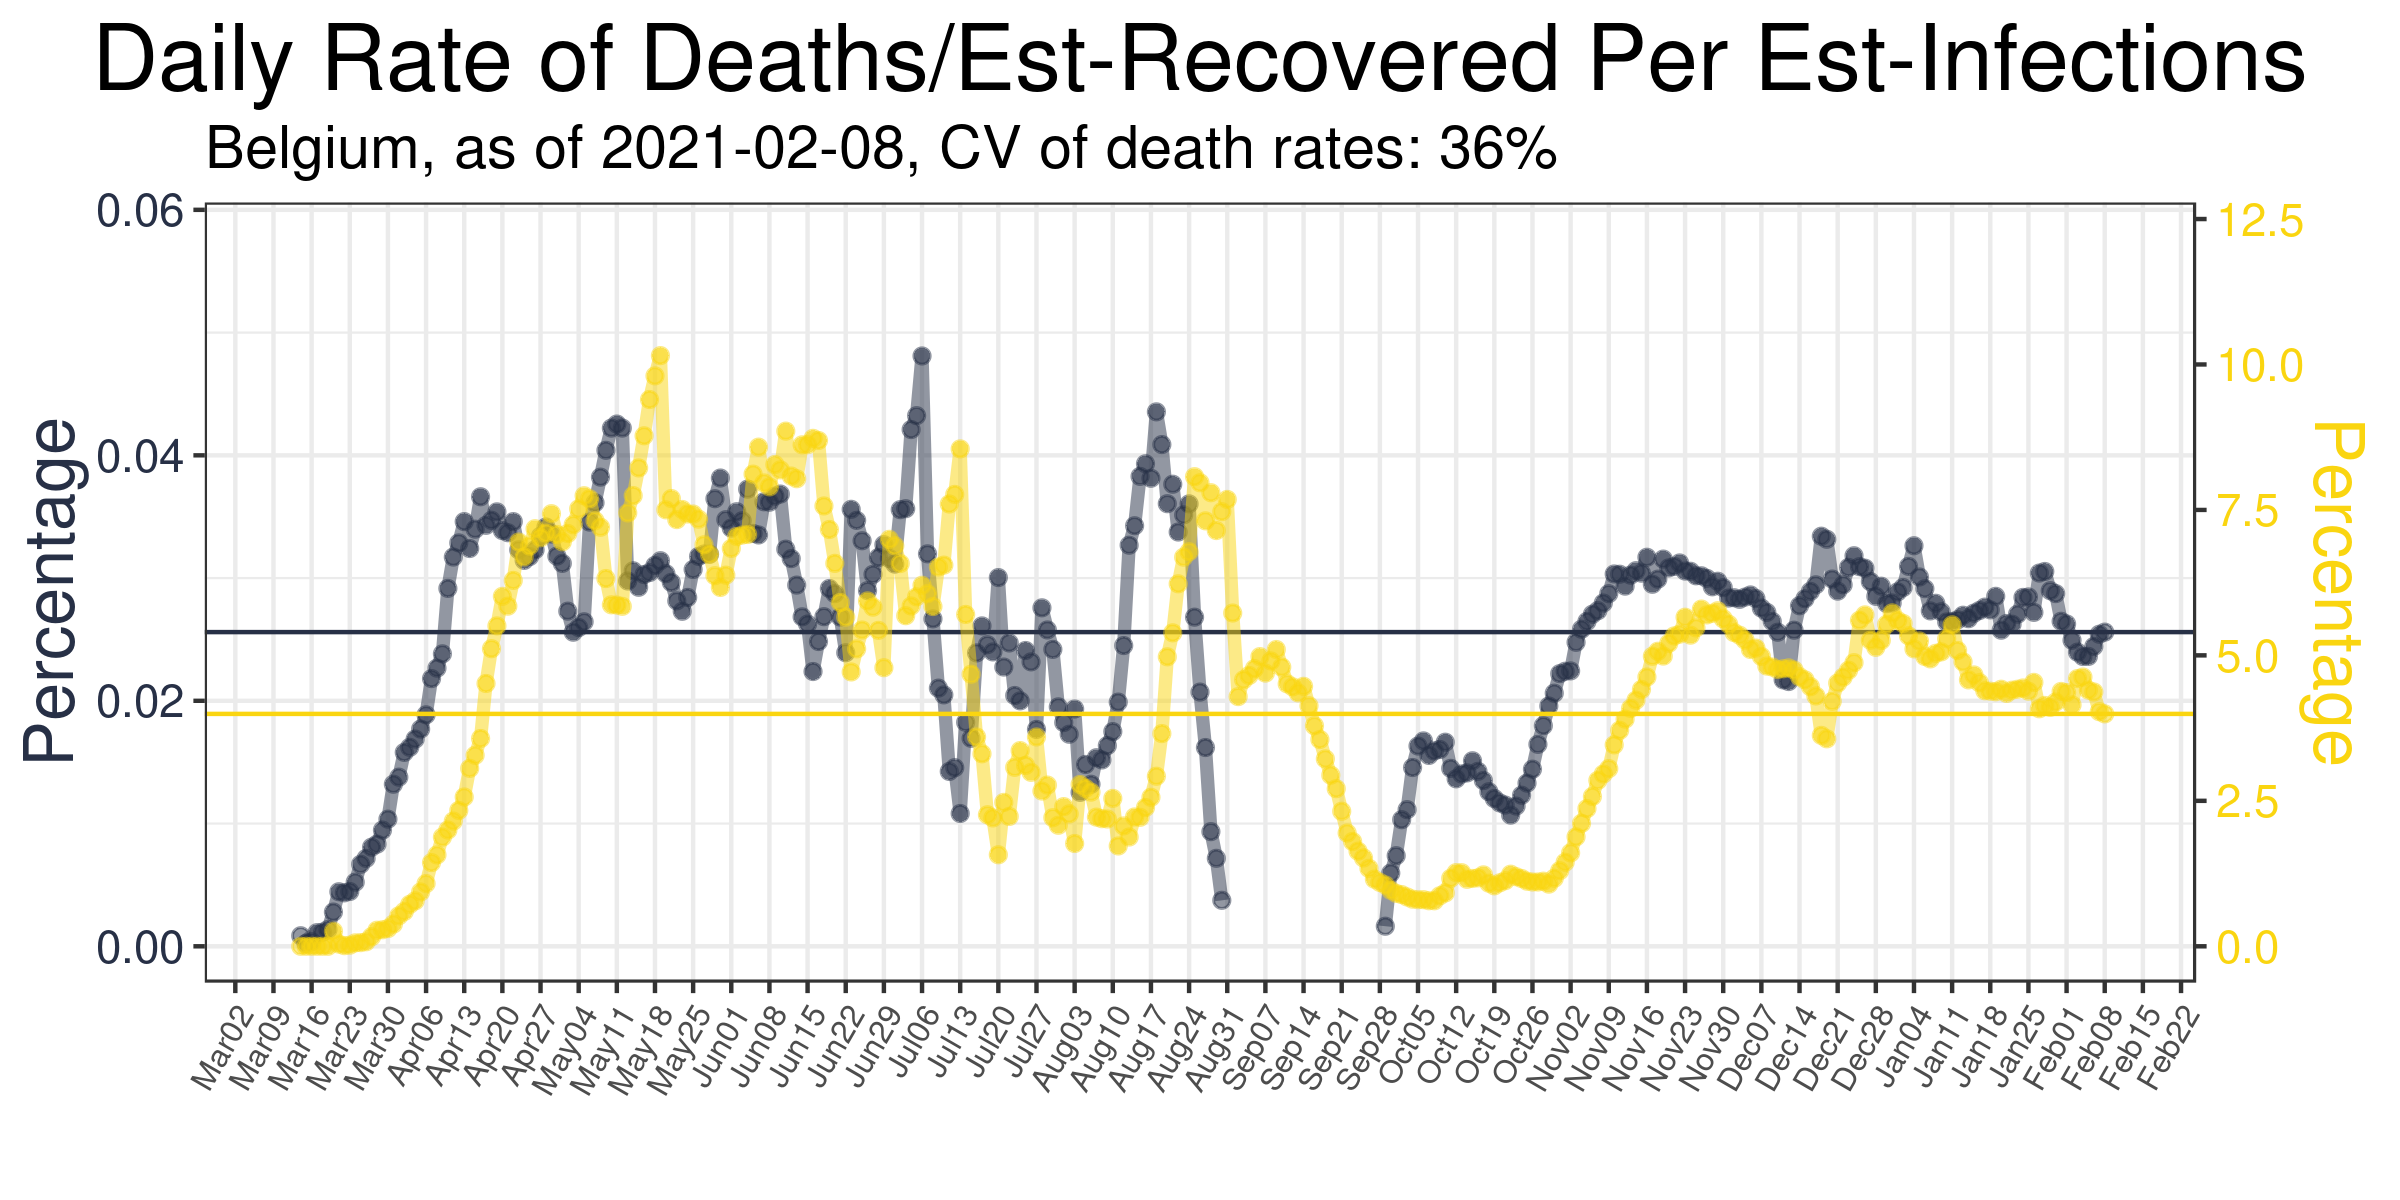 Daily Rate of Deaths/Est-Recovered Per Est-Infections
Belgium, as of 2021-02-08, CV of death rates: 36%
Percentage
0.06
0.04
0.02
0.00
12.5
10.0
7.5
5.0
2.5
0.0
Percentage
Mar02
Mar09
Mar16
Mar23
Mar30
Apr06
Apr13
Apr20
Apr27
May04
May11
May18
May25
Jun01
Jun08
Jun15
Jun22
Jun29
Jul06
Jul13
Jul20
Jul27
Aug03
Aug10
Aug17
Aug24
Aug31
Sep07
Sep14
Sep21
Sep28
Oct05
Oct12
Oct19
Oct26
Nov02
Nov09
Nov16
Nov23
Nov30
Dec07
Dec14
Dec21
Dec28
Jan04
Jan11
Jan18
Jan25
Feb01
Feb08
Feb15
Feb22